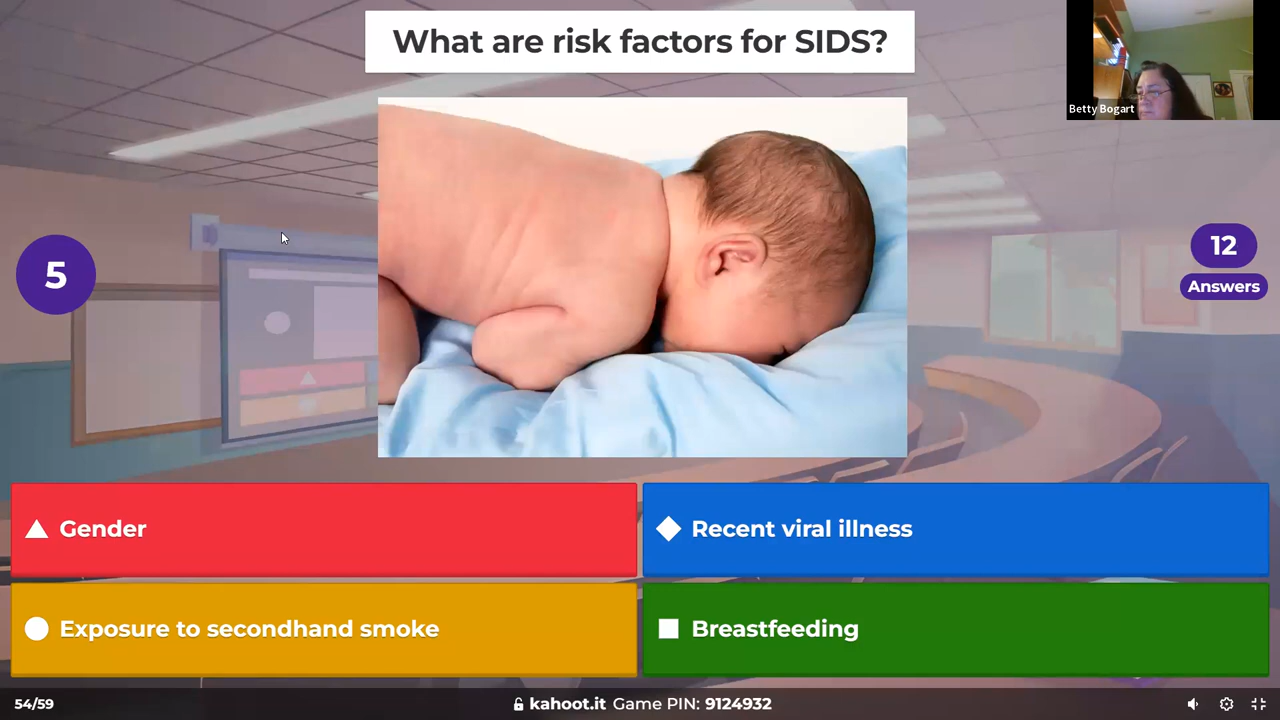 What are risk factors for SIDS?
Betty Bogart
5
12
Answers
Gender
Recent viral illness
Exposure to secondhand smoke
Breastfeeding
54/59
kahoot.it Game PIN: 9124932